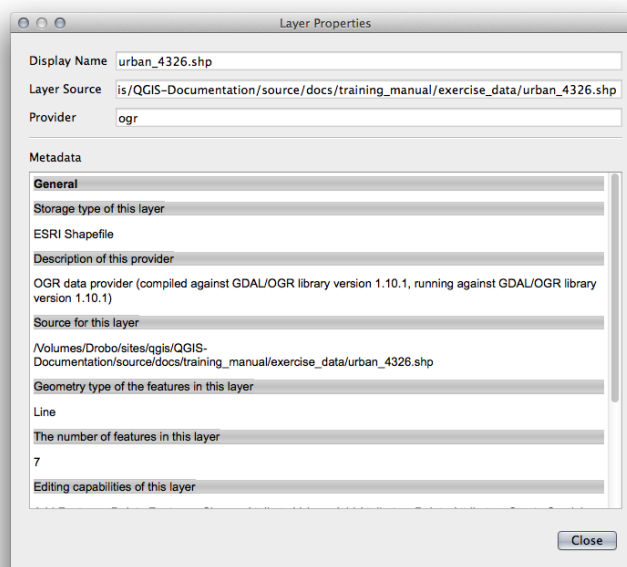 Layer Properties
Display Name urban_4326.shp
Layer Source is/QGIS-Documentation/source/docs/training_manual/exercise_data/urban_4326.shp
Provider ogr
Metadata
General
Storage type of this layer
ESRI Shapefile
Description of this provider
OGR data provider (compiled against GDAL/OGR library version 1.10.1, running against GDAL/OGR library
version 1.10.1)
Source for this layer
/Volumes/Drobo/sites/qgis/QGIS-
Documentation/source/docs/training_manual/exercise_data/urban_4326.shp
Geometry type of the features in this layer
Line
The number of features in this layer
7
Editing capabilities of this layer
Close